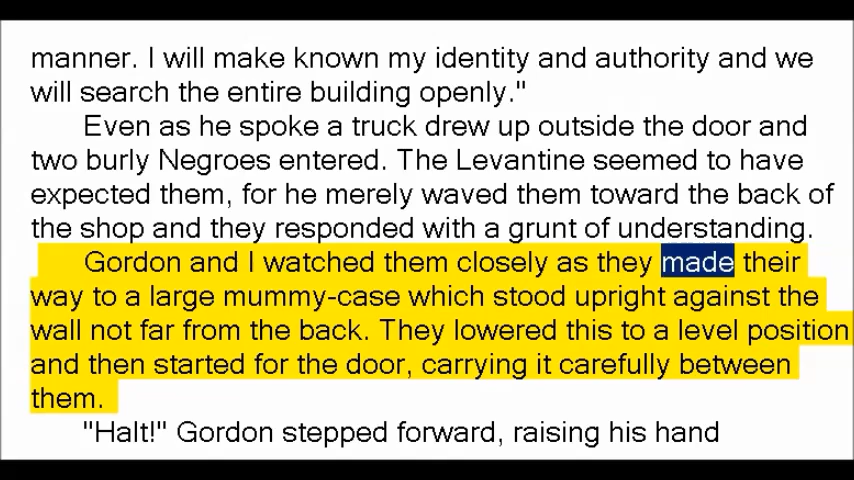 manner. I will make known my identity and authority and we
will search the entire building openly."
Even as he spoke a truck drew up outside the door and
two burly Negroes entered. The Levantine seemed to have
expected them, for he merely waved them toward the back of
the shop and they responded with a grunt of understanding.
Gordon and I watched them closely as they made their
way to a large mummy-case which stood upright against the
wall not far from the back. They lowered this to a level position
and then started for the door, carrying it carefully between
them.
"Halt!" Gordon stepped forward, raising his hand